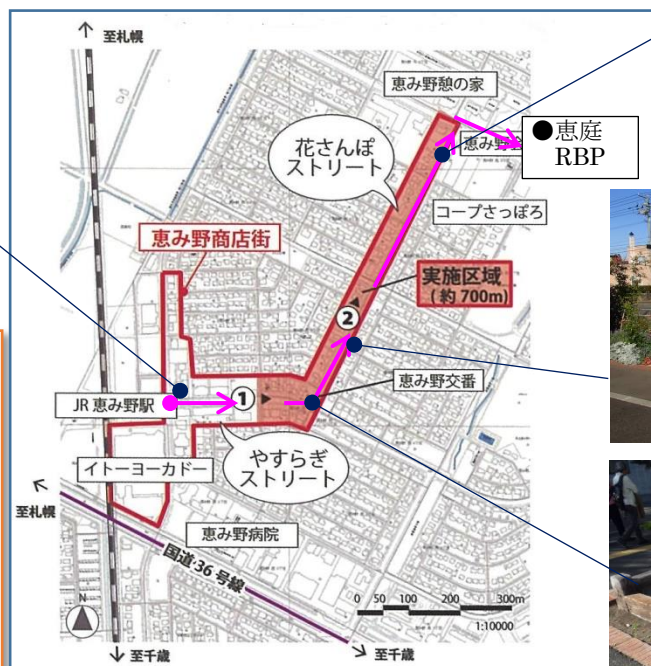 至札幌
恵み野憩の家
●恵庭
RBP
恵み野
花さんぽ
ストリート
コープさっぽろ
恵み野商店街
実施区域
(約 700m)
②
恵み野交番
JR 恵み野駅
①
やすらぎ
ストリート
イトーヨーカドー
至札幌
恵み野病院
国道36号線
N
0 50 100 200 300m
1:10000
至千歳
至千歳